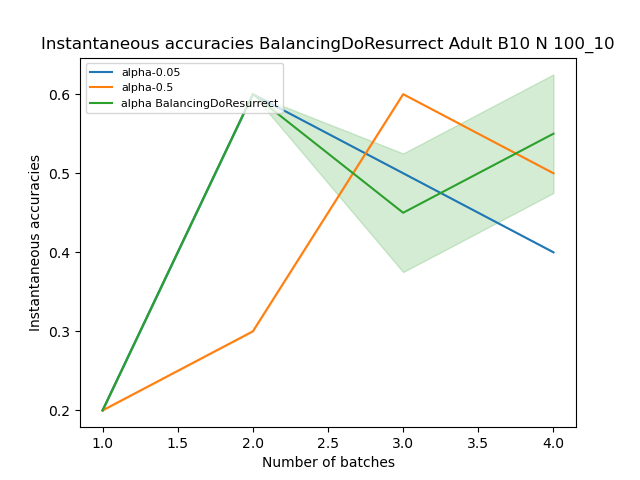 Instantaneous accuracies BalancingDoResurrect Adult B10 N 100_10
alpha-0.05
alpha-0.5
alpha BalancingDoResurrect
Instantaneous accuracies
0.6
0.5
0.4
0.3
0.2
1.0 1.5 2.0 2.5 3.0 3.5 4.0
Number of batches